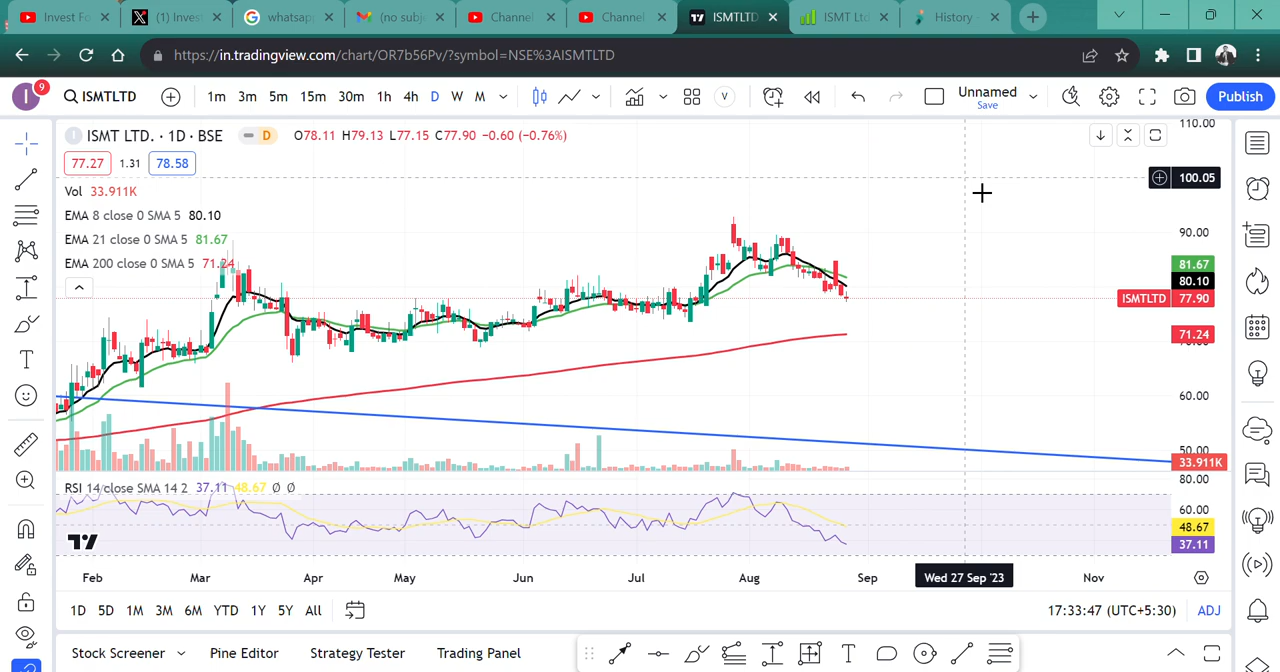 Invest Fo
(1) Invest
whatsap
(no subj
Channel
Channel
ISMTLTD
ISMT Ltd
History -
https://in.tradingview.com/chart/OR7b56Pv/?symbol=NSE%3AISMTLTD
I 9 ISMTLTD 1m 3m 5m 15m 30m 1h 4h D W M V Unnamed Save Publish
ISMT LTD. · 1D · BSE D O78.11 H79.13 L77.15 C77.90 −0.60 (−0.76%)
77.27 1.31 78.58
Vol 33.911K
EMA 8 close 0 SMA 5 80.10
EMA 21 close 0 SMA 5 81.67
EMA 200 close 0 SMA 5 71.24
110.00
100.05
90.00
81.67
80.10
ISMTLTD 77.90
71.24
60.00
50.00
33.911K
RSI 14 close SMA 14 2 37.11 48.67 Ø Ø
80.00
60.00
48.67
37.11
Feb Mar Apr May Jun Jul Aug Sep Wed 27 Sep '23 Nov
1D 5D 1M 3M 6M YTD 1Y 5Y All 17:33:47 (UTC+5:30) ADJ
Stock Screener Pine Editor Strategy Tester Trading Panel